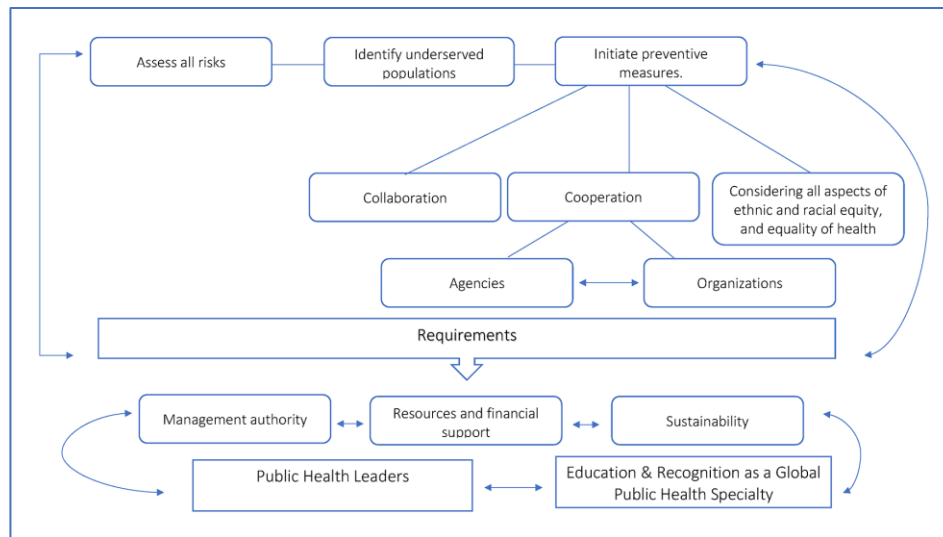 Assess all risks
Identify underserved
populations
Initiate preventive
measures.
Collaboration
Cooperation
Considering all aspects of
ethnic and racial equity,
and equality of health
Agencies
Organizations
Requirements
Management authority
Resources and financial
support
Sustainability
Public Health Leaders
Education & Recognition as a Global
Public Health Specialty